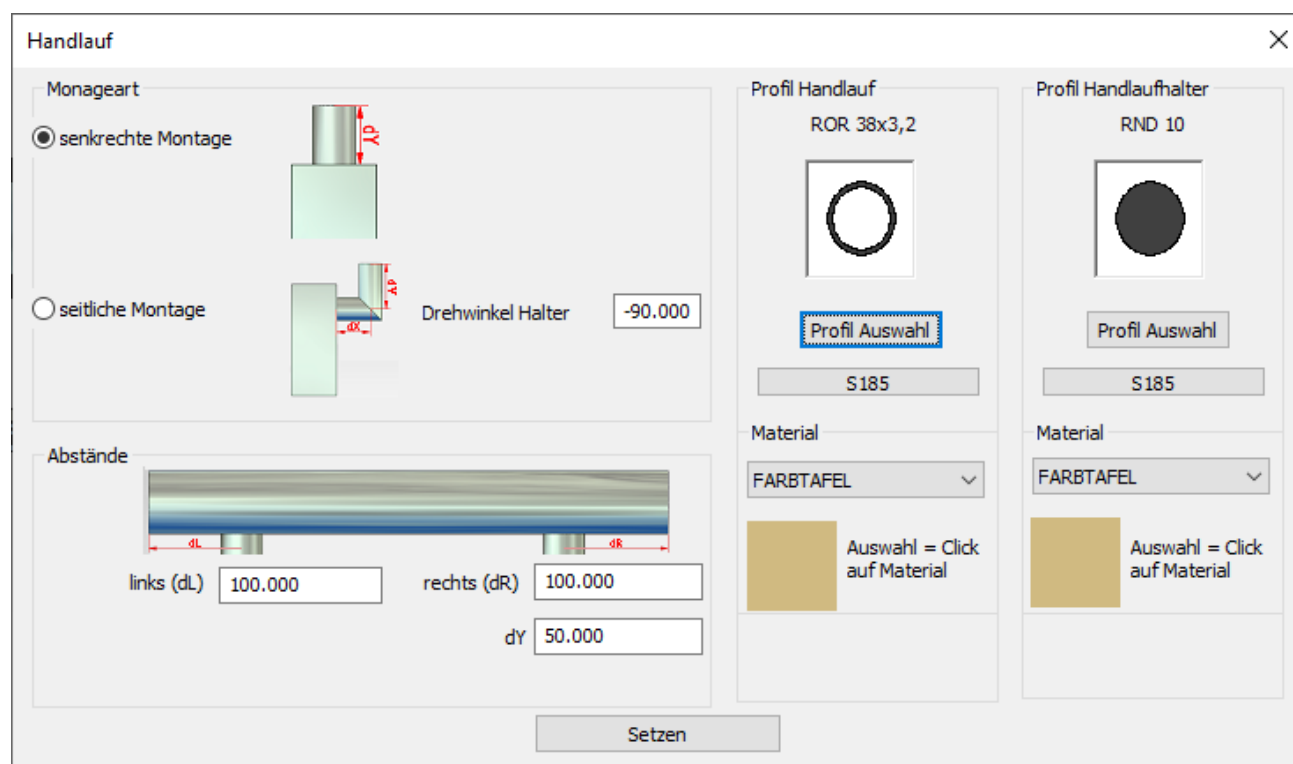 Handlauf
Monageart
senkrechte Montage
dY
seitliche Montage
dY
dX
Drehwinkel Halter
-90.000
Abstände
dL
dR
links (dL)
100.000
rechts (dR)
100.000
dY
50.000
Profil Handlauf
ROR 38x3,2
Profil Auswahl
S185
Material
FARBTAFEL
Auswahl = Click
auf Material
Profil Handlaufhalter
RND 10
Profil Auswahl
S185
Material
FARBTAFEL
Auswahl = Click
auf Material
Setzen